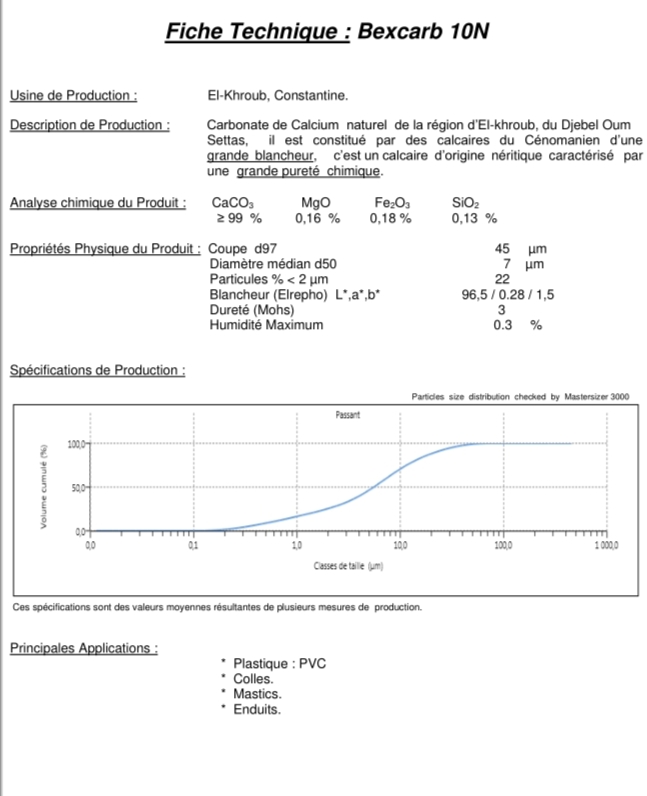 Fiche Technique : Bexcarb 10N
Usine de Production : El-Khroub, Constantine.
Description de Production : Carbonate de Calcium naturel de la région d'El-khroub, du Djebel Oum
Settas, il est constitué par des calcaires du Cénomanien d'une
grande blancheur, c'est un calcaire d'origine néritique caractérisé par
une grande pureté chimique.
Analyse chimique du Produit : CaCO₃ MgO Fe₂O₃ SiO₂
≥ 99 % 0,16 % 0,18 % 0,13 %
Propriétés Physique du Produit : Coupe d97 45 µm
Diamètre médian d50 7 µm
Particules % < 2 µm 22
Blancheur (Elrepho) L*,a*,b* 96,5 / 0.28 / 1,5
Dureté (Mohs) 3
Humidité Maximum 0.3 %
Spécifications de Production :
Particles size distribution checked by Mastersizer 3000
Passant
Volume cumulé (%)
100,0
50,0
0,0
0,0 0,1 1,0 10,0 100,0 1 000,0
Classes de taille (µm)
Ces spécifications sont des valeurs moyennes résultantes de plusieurs mesures de production.
Principales Applications :
* Plastique : PVC
* Colles.
* Mastics.
* Enduits.